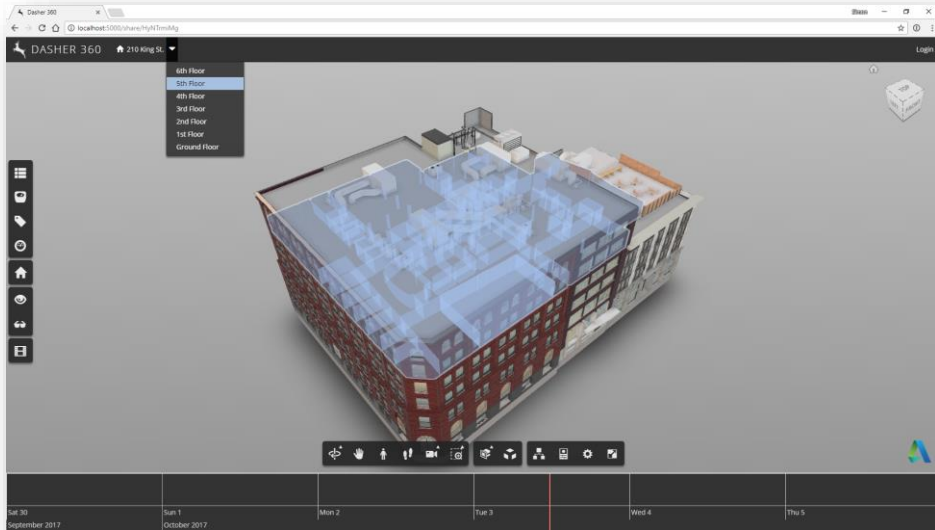 Dasher 360
localhost:5000/share/HyNTrmiMg
DASHER 360
210 King St.
Login
6th Floor
5th Floor
4th Floor
3rd Floor
2nd Floor
1st Floor
Ground Floor
FRONT
Sat 30
Sun 1
Mon 2
Tue 3
Wed 4
Thu 5
September 2017
October 2017